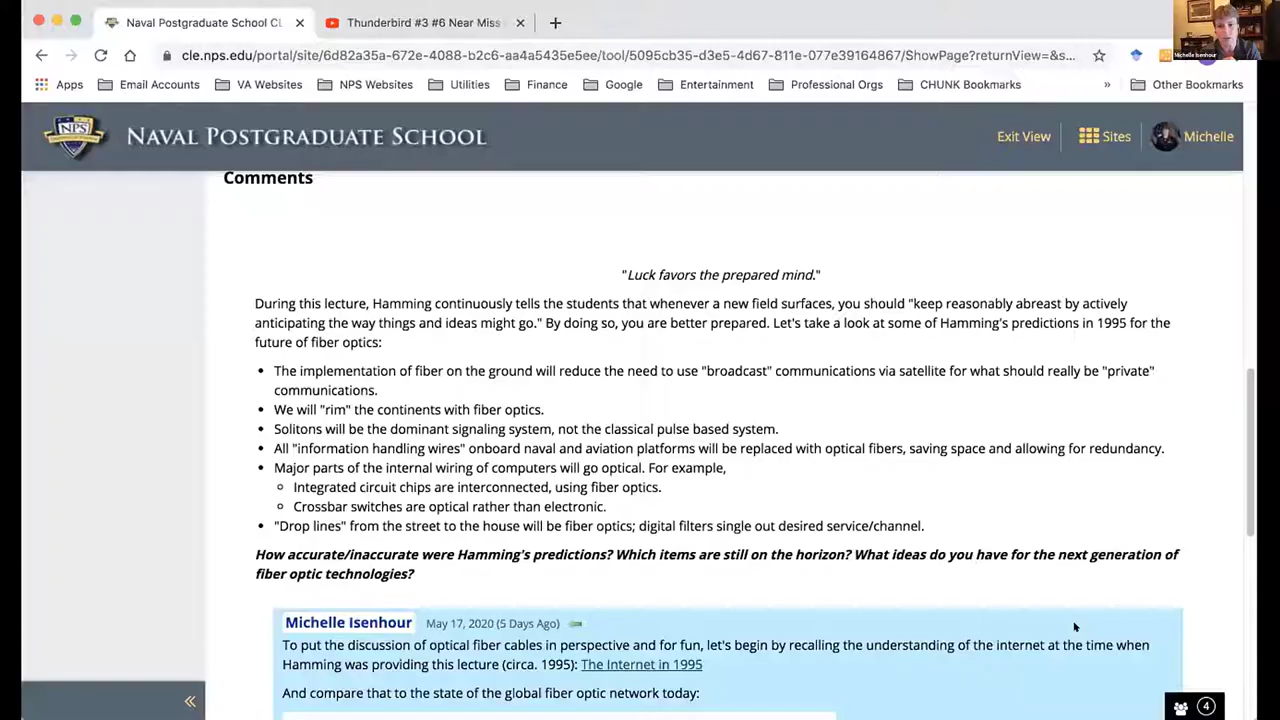 Naval Postgraduate School CL
Thunderbird #3 #6 Near Miss
cle.nps.edu/portal/site/6d82a35a-672e-4088-b2
a4a5435e5ee/tool/5095cb35-d3e5-4d67-811e-077e39164867/ShowPage?returnView=&s...
Michelle Isenhour
Apps
Email Accounts
VA Websites
NPS Websites
Utilities
Finance
Google
Entertainment
Professional Orgs
CHUNK Bookmarks
»
Other Bookmarks
NPS
NAVAL POSTGRADUATE SCHOOL
Exit View
Sites
Michelle
Comments
"Luck favors the prepared mind."
During this lecture, Hamming continuously tells the students that whenever a new field surfaces, you should "keep reasonably abreast by actively
anticipating the way things and ideas might go." By doing so, you are better prepared. Let's take a look at some of Hamming's predictions in 1995 for the
future of fiber optics:
• The implementation of fiber on the ground will reduce the need to use "broadcast" communications via satellite for what should really be "private"
communications.
• We will "rim" the continents with fiber optics.
• Solitons will be the dominant signaling system, not the classical pulse based system.
• All "information handling wires" onboard naval and aviation platforms will be replaced with optical fibers, saving space and allowing for redundancy.
• Major parts of the internal wiring of computers will go optical. For example,
◦ Integrated circuit chips are interconnected, using fiber optics.
◦ Crossbar switches are optical rather than electronic.
• "Drop lines" from the street to the house will be fiber optics; digital filters single out desired service/channel.
How accurate/inaccurate were Hamming's predictions? Which items are still on the horizon? What ideas do you have for the next generation of
fiber optic technologies?
Michelle Isenhour May 17, 2020 (5 Days Ago)
To put the discussion of optical fiber cables in perspective and for fun, let's begin by recalling the understanding of the internet at the time when
Hamming was providing this lecture (circa. 1995): The Internet in 1995
And compare that to the state of the global fiber optic network today:
«
4